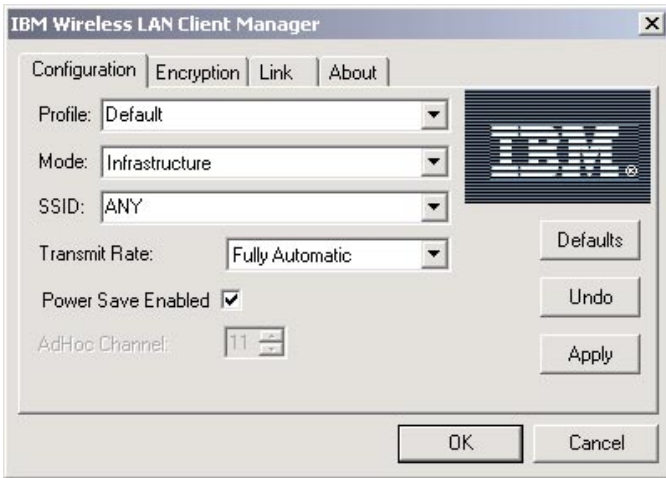 IBM Wireless LAN Client Manager
Configuration Encryption Link About
Profile: Default
Mode: Infrastructure
SSID: ANY
IBM®
Transmit Rate: Fully Automatic
Defaults
Power Save Enabled
Undo
AdHoc Channel: 11
Apply
OK Cancel